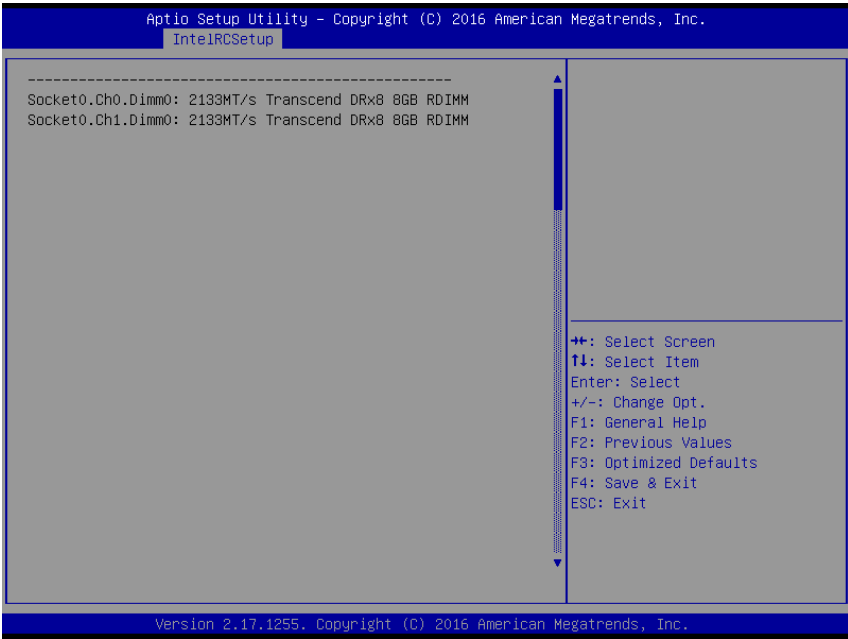 Aptio Setup Utility – Copyright (C) 2016 American Megatrends, Inc.
IntelRCSetup
--------------------------------------------------
Socket0.Ch0.Dimm0: 2133MT/s Transcend DRx8 8GB RDIMM
Socket0.Ch1.Dimm0: 2133MT/s Transcend DRx8 8GB RDIMM
→←: Select Screen
↑↓: Select Item
Enter: Select
+/-: Change Opt.
F1: General Help
F2: Previous Values
F3: Optimized Defaults
F4: Save & Exit
ESC: Exit
Version 2.17.1255. Copyright (C) 2016 American Megatrends, Inc.